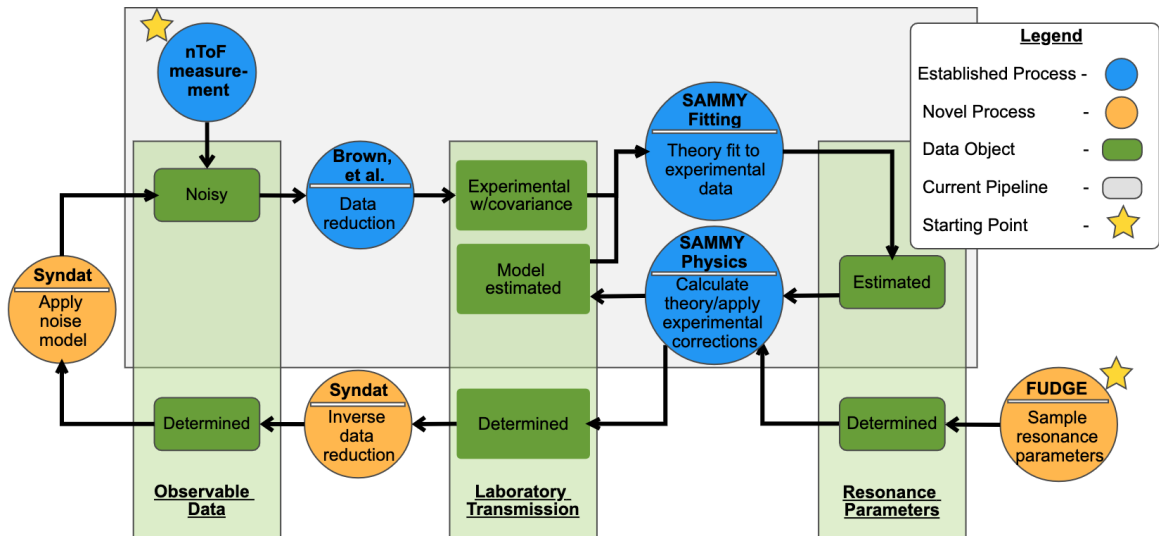 nToF
measure-
ment
Legend
Established Process -
Novel Process -
Data Object -
Current Pipeline -
Starting Point -
Noisy
Brown,
et al.
Data
reduction
Experimental
w/covariance
SAMMY
Fitting
Theory fit to
experimental
data
Model
estimated
SAMMY
Physics
Calculate
theory/apply
experimental
corrections
Estimated
Syndat
Apply
noise
model
Determined
Syndat
Inverse
data
reduction
Determined
Determined
FUDGE
Sample
resonance
parameters
Observable
Data
Laboratory
Transmission
Resonance
Parameters